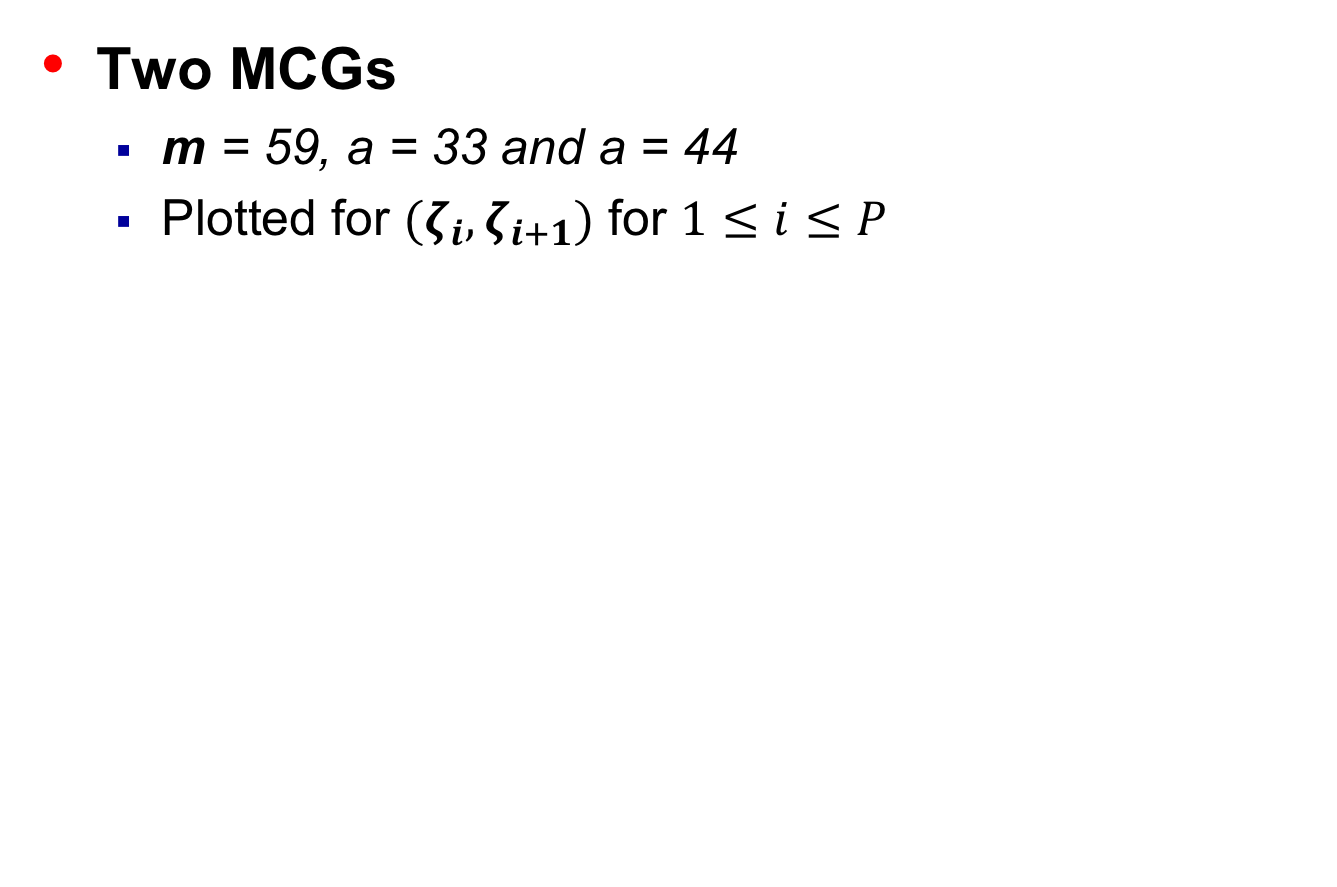 • Two MCGs
▪ m = 59, a = 33 and a = 44
▪ Plotted for (ζᵢ, ζᵢ₊₁) for 1 ≤ i ≤ P